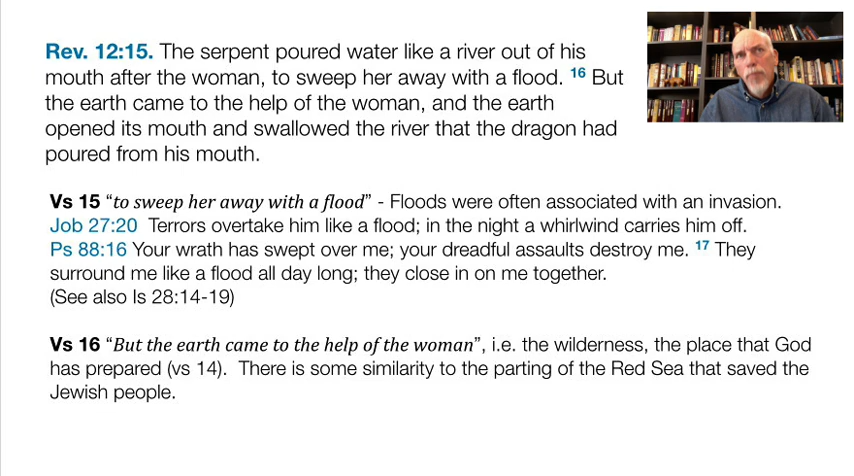 Rev. 12:15. The serpent poured water like a river out of his
mouth after the woman, to sweep her away with a flood. 16 But
the earth came to the help of the woman, and the earth
opened its mouth and swallowed the river that the dragon had
poured from his mouth.
Vs 15 “to sweep her away with a flood” - Floods were often associated with an invasion.
Job 27:20 Terrors overtake him like a flood; in the night a whirlwind carries him off.
Ps 88:16 Your wrath has swept over me; your dreadful assaults destroy me. 17 They
surround me like a flood all day long; they close in on me together.
(See also Is 28:14-19)
Vs 16 “But the earth came to the help of the woman”, i.e. the wilderness, the place that God
has prepared (vs 14). There is some similarity to the parting of the Red Sea that saved the
Jewish people.